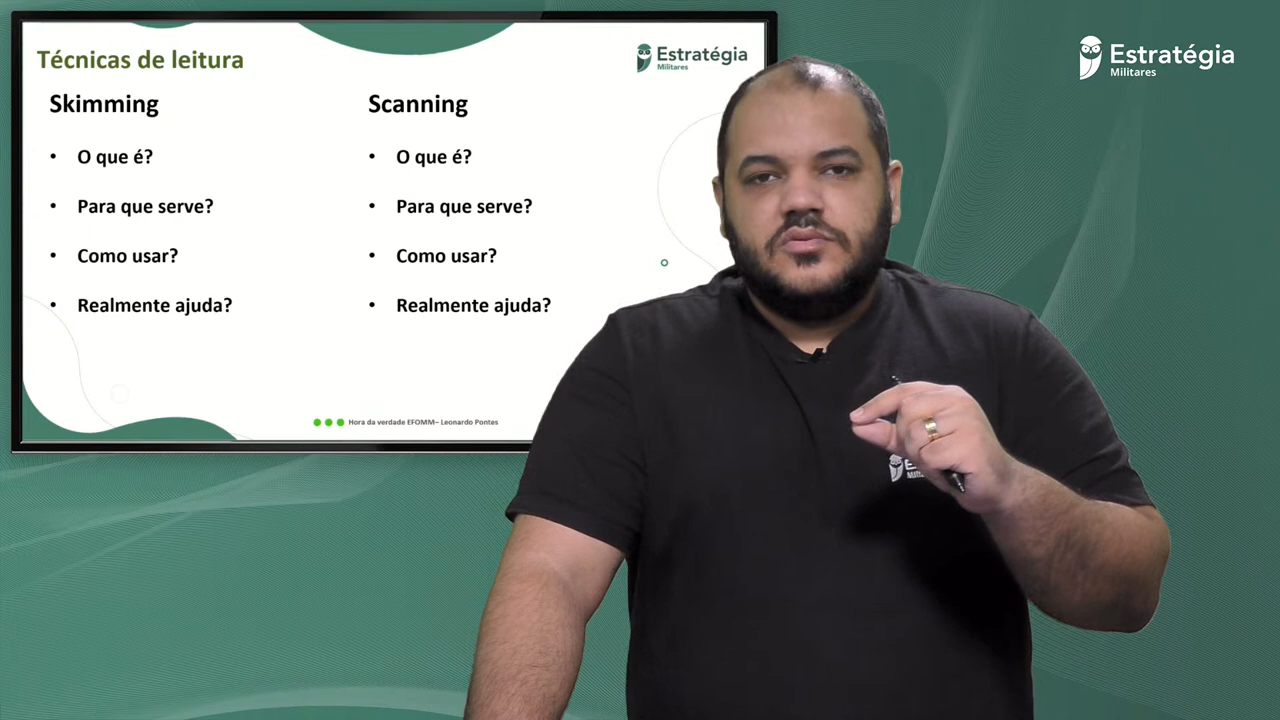 Técnicas de leitura
Estratégia
Militares
Skimming
O que é?
Para que serve?
Como usar?
Realmente ajuda?
Scanning
O que é?
Para que serve?
Como usar?
Realmente ajuda?
Hora da verdade EFOMM– Leonardo Pontes
Estratégia
Militares